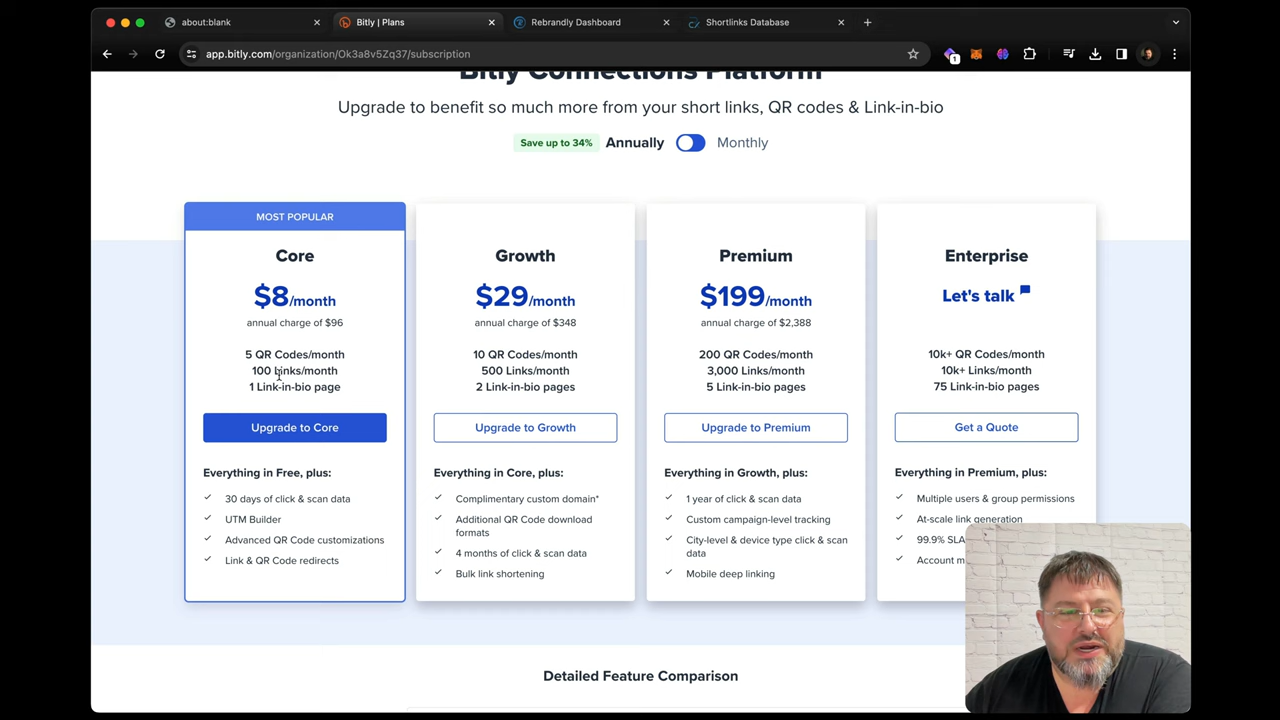 about:blank
Bitly | Plans
Rebrandly Dashboard
Shortlinks Database
app.bitly.com/organization/Ok3a8v5Zq37/subscription
1
Bitly Connections Platform
Upgrade to benefit so much more from your short links, QR codes & Link-in-bio
Save up to 34%
Annually
Monthly
MOST POPULAR
Core
$8/month
annual charge of $96
5 QR Codes/month
100 links/month
1 Link-in-bio page
Upgrade to Core
Everything in Free, plus:
30 days of click & scan data
UTM Builder
Advanced QR Code customizations
Link & QR Code redirects
Growth
$29/month
annual charge of $348
10 QR Codes/month
500 Links/month
2 Link-in-bio pages
Upgrade to Growth
Everything in Core, plus:
Complimentary custom domain*
Additional QR Code download
formats
4 months of click & scan data
Bulk link shortening
Premium
$199/month
annual charge of $2,388
200 QR Codes/month
3,000 Links/month
5 Link-in-bio pages
Upgrade to Premium
Everything in Growth, plus:
1 year of click & scan data
Custom campaign-level tracking
City-level & device type click & scan
data
Mobile deep linking
Enterprise
Let's talk
10k+ QR Codes/month
10k+ Links/month
75 Link-in-bio pages
Get a Quote
Everything in Premium, plus:
Multiple users & group permissions
At-scale link generation
99.9% SLA
Account m
Detailed Feature Comparison